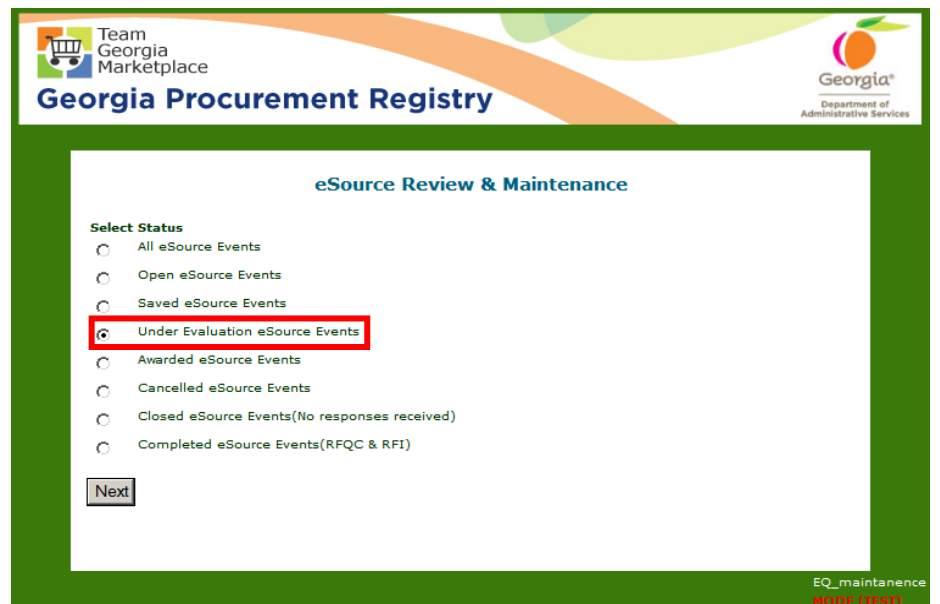 Team
Georgia
Marketplace
Georgia Procurement Registry
Georgia®
Department of
Administrative Services
eSource Review & Maintenance
Select Status
All eSource Events
Open eSource Events
Saved eSource Events
Under Evaluation eSource Events
Awarded eSource Events
Cancelled eSource Events
Closed eSource Events(No responses received)
Completed eSource Events(RFQC & RFI)
Next
EQ_maintanence
MODE (TEST)